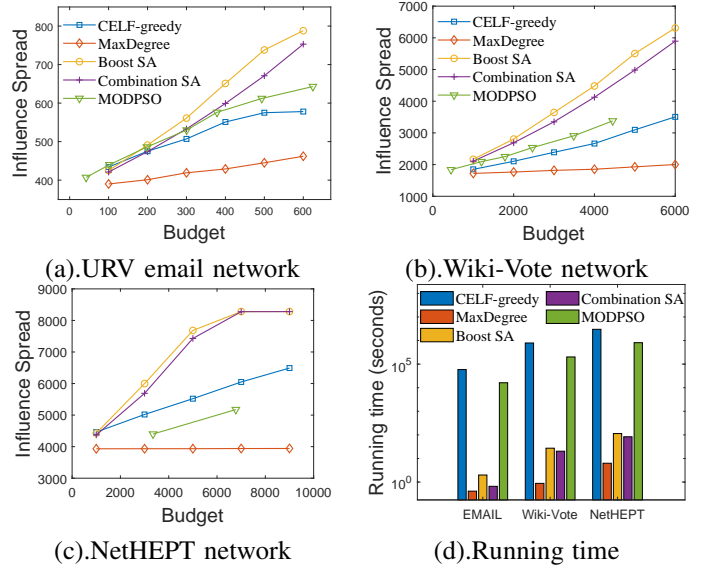 800
700
600
500
400
Influence Spread
CELF-greedy
MaxDegree
Boost SA
Combination SA
MODPSO
0 100 200 300 400 500 600
Budget
(a).URV email network
7000
6000
5000
4000
3000
2000
1000
Influence Spread
CELF-greedy
MaxDegree
Boost SA
Combination SA
MODPSO
0 2000 4000 6000
Budget
(b).Wiki-Vote network
9000
8000
7000
6000
5000
4000
3000
Influence Spread
0 2000 4000 6000 8000 10000
Budget
(c).NetHEPT network
Running time (seconds)
10^5
10^0
CELF-greedy
MaxDegree
Boost SA
Combination SA
MODPSO
EMAIL Wiki-Vote NetHEPT
(d).Running time